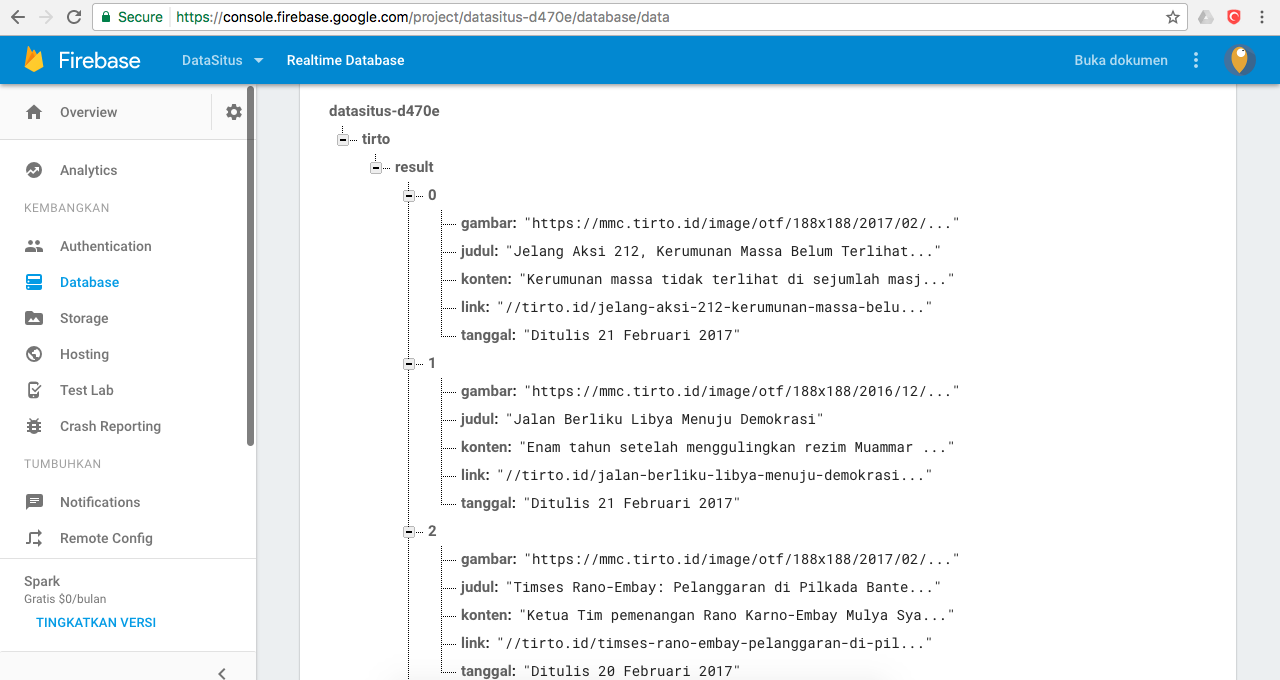 Secure https://console.firebase.google.com/project/datasitus-d470e/database/data
Firebase DataSitus Realtime Database Buka dokumen
Overview
Analytics
KEMBANGKAN
Authentication
Database
Storage
Hosting
Test Lab
Crash Reporting
TUMBUHKAN
Notifications
Remote Config
Spark
Gratis $0/bulan
TINGKATKAN VERSI
datasitus-d470e
tirto
result
0
gambar: "https://mmc.tirto.id/image/otf/188x188/2017/02/..."
judul: "Jelang Aksi 212, Kerumunan Massa Belum Terlihat..."
konten: "Kerumunan massa tidak terlihat di sejumlah masj..."
link: "//tirto.id/jelang-aksi-212-kerumunan-massa-belu..."
tanggal: "Ditulis 21 Februari 2017"
1
gambar: "https://mmc.tirto.id/image/otf/188x188/2016/12/..."
judul: "Jalan Berliku Libya Menuju Demokrasi"
konten: "Enam tahun setelah menggulingkan rezim Muammar ..."
link: "//tirto.id/jalan-berliku-libya-menuju-demokrasi..."
tanggal: "Ditulis 21 Februari 2017"
2
gambar: "https://mmc.tirto.id/image/otf/188x188/2017/02/..."
judul: "Timses Rano-Embay: Pelanggaran di Pilkada Bante..."
konten: "Ketua Tim pemenangan Rano Karno-Embay Mulya Sya..."
link: "//tirto.id/timses-rano-embay-pelanggaran-di-pil..."
tanggal: "Ditulis 20 Februari 2017"